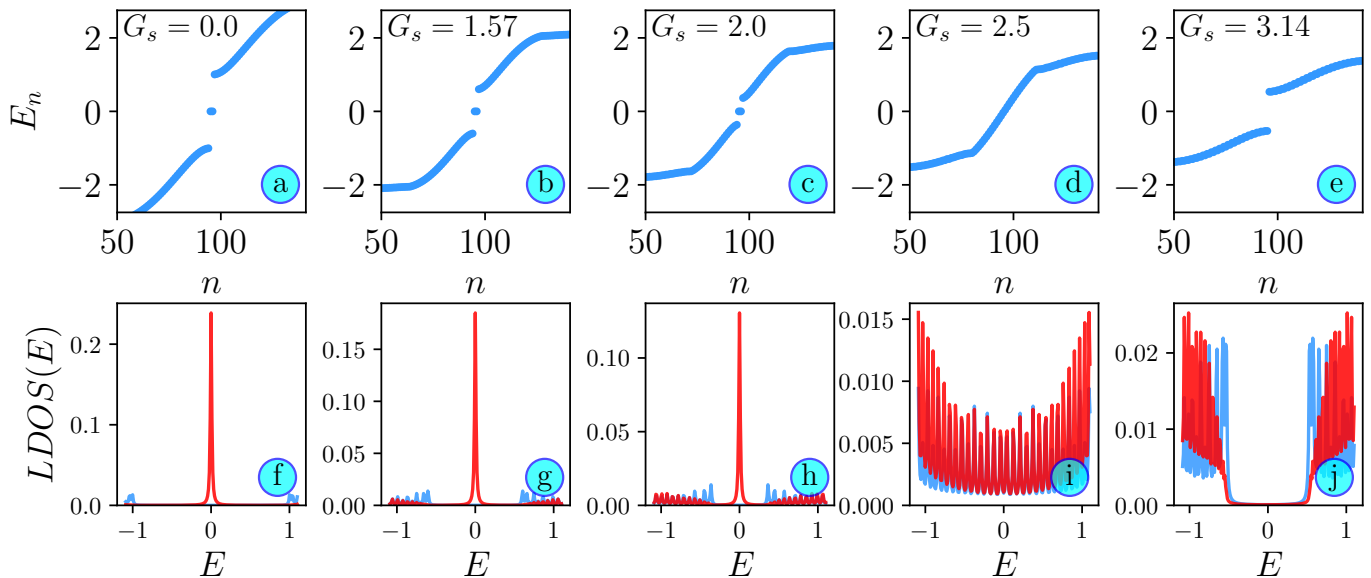 G_s = 0.0
G_s = 1.57
G_s = 2.0
G_s = 2.5
G_s = 3.14
E_n
2
0
−2
2
0
−2
2
0
−2
2
0
−2
2
0
−2
a
b
c
d
e
50 100
50 100
50 100
50 100
50 100
n
n
n
n
n
LDOS(E)
0.2
0.1
0.0
0.15
0.10
0.05
0.00
0.10
0.05
0.00
0.015
0.010
0.005
0.000
0.02
0.01
0.00
f
g
h
i
j
−1 0 1
−1 0 1
−1 0 1
−1 0 1
−1 0 1
E
E
E
E
E